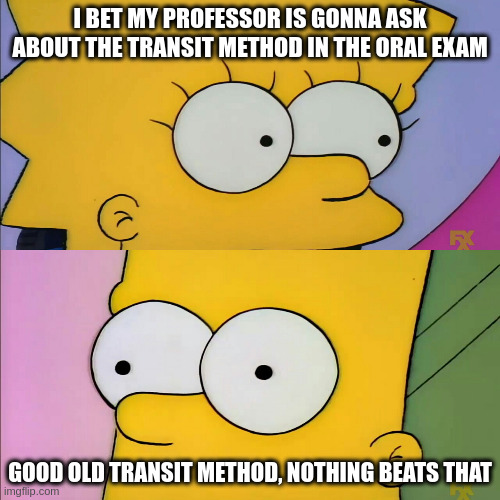 I BET MY PROFESSOR IS GONNA ASK
ABOUT THE TRANSIT METHOD IN THE ORAL EXAM
FX
GOOD OLD TRANSIT METHOD, NOTHING BEATS THAT
imgflip.com